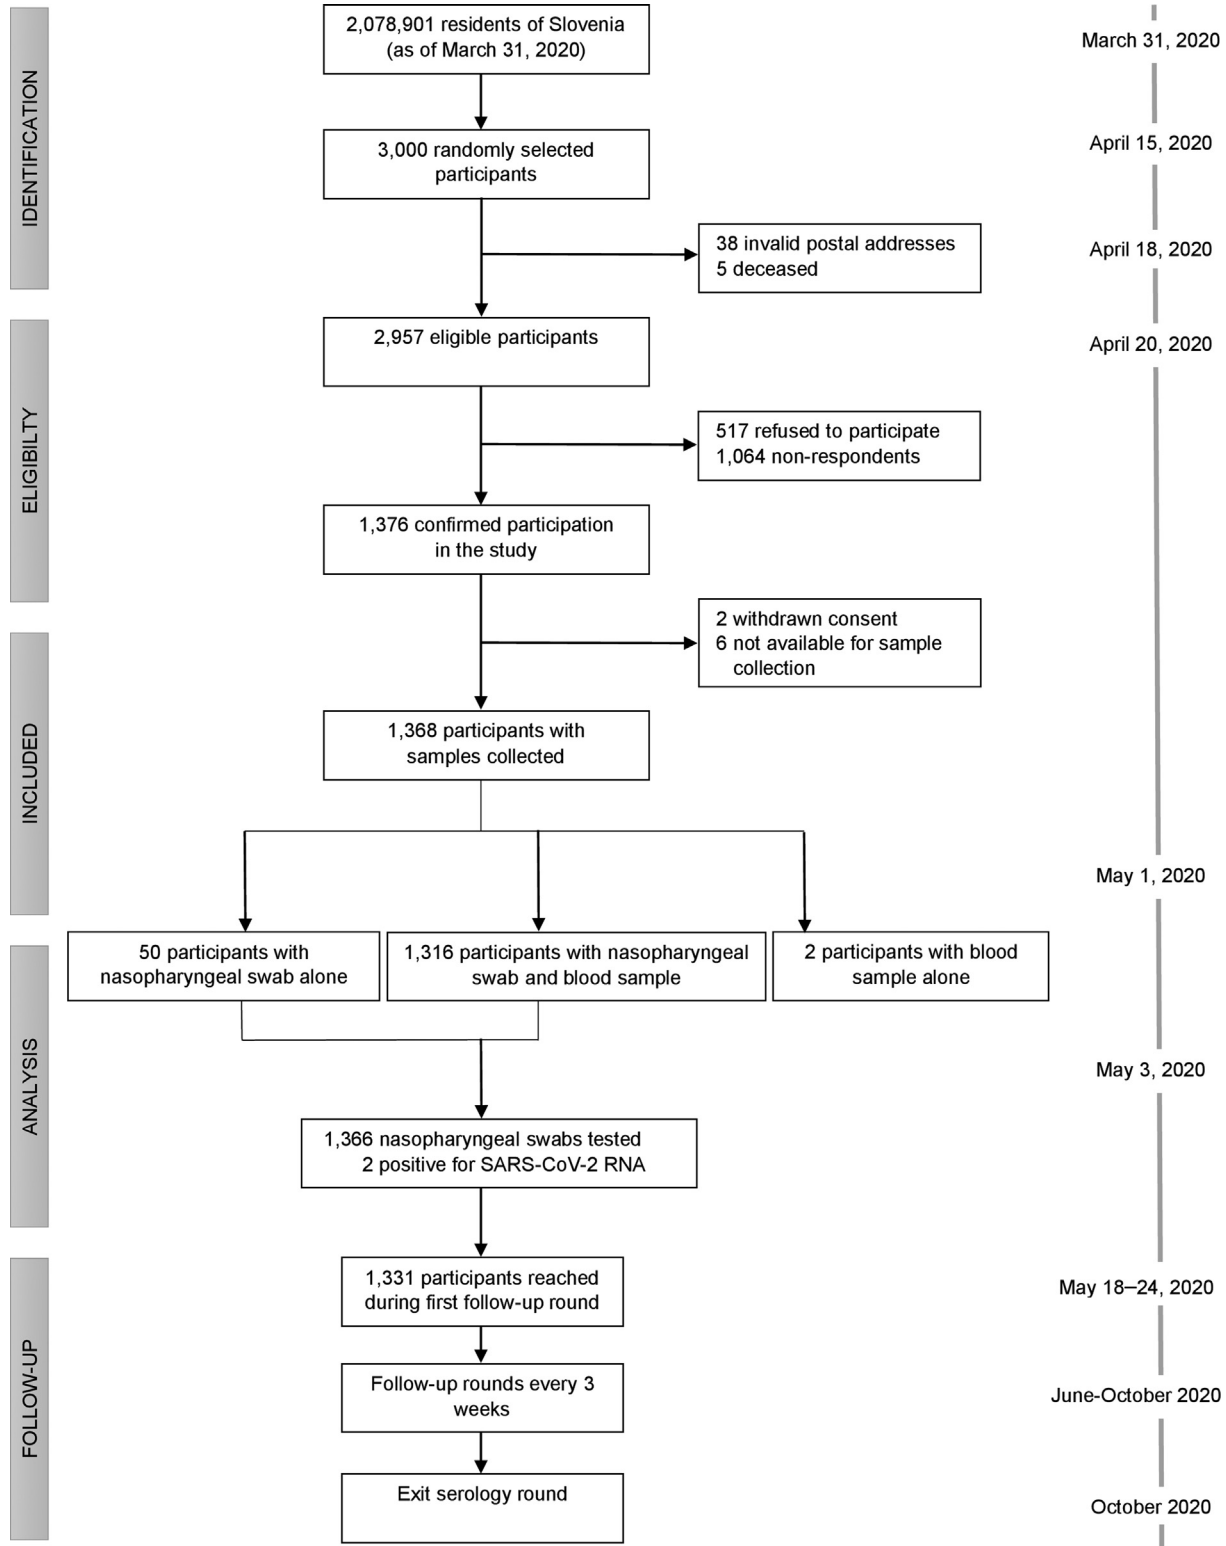 IDENTIFICATION
2,078,901 residents of Slovenia
(as of March 31, 2020)
March 31, 2020
3,000 randomly selected
participants
April 15, 2020
38 invalid postal addresses
5 deceased
April 18, 2020
ELIGIBILTY
2,957 eligible participants
April 20, 2020
517 refused to participate
1,064 non-respondents
1,376 confirmed participation
in the study
2 withdrawn consent
6 not available for sample
collection
INCLUDED
1,368 participants with
samples collected
May 1, 2020
ANALYSIS
50 participants with
nasopharyngeal swab alone
1,316 participants with nasopharyngeal
swab and blood sample
2 participants with blood
sample alone
May 3, 2020
1,366 nasopharyngeal swabs tested
2 positive for SARS-CoV-2 RNA
FOLLOW-UP
1,331 participants reached
during first follow-up round
May 18–24, 2020
Follow-up rounds every 3
weeks
June-October 2020
Exit serology round
October 2020